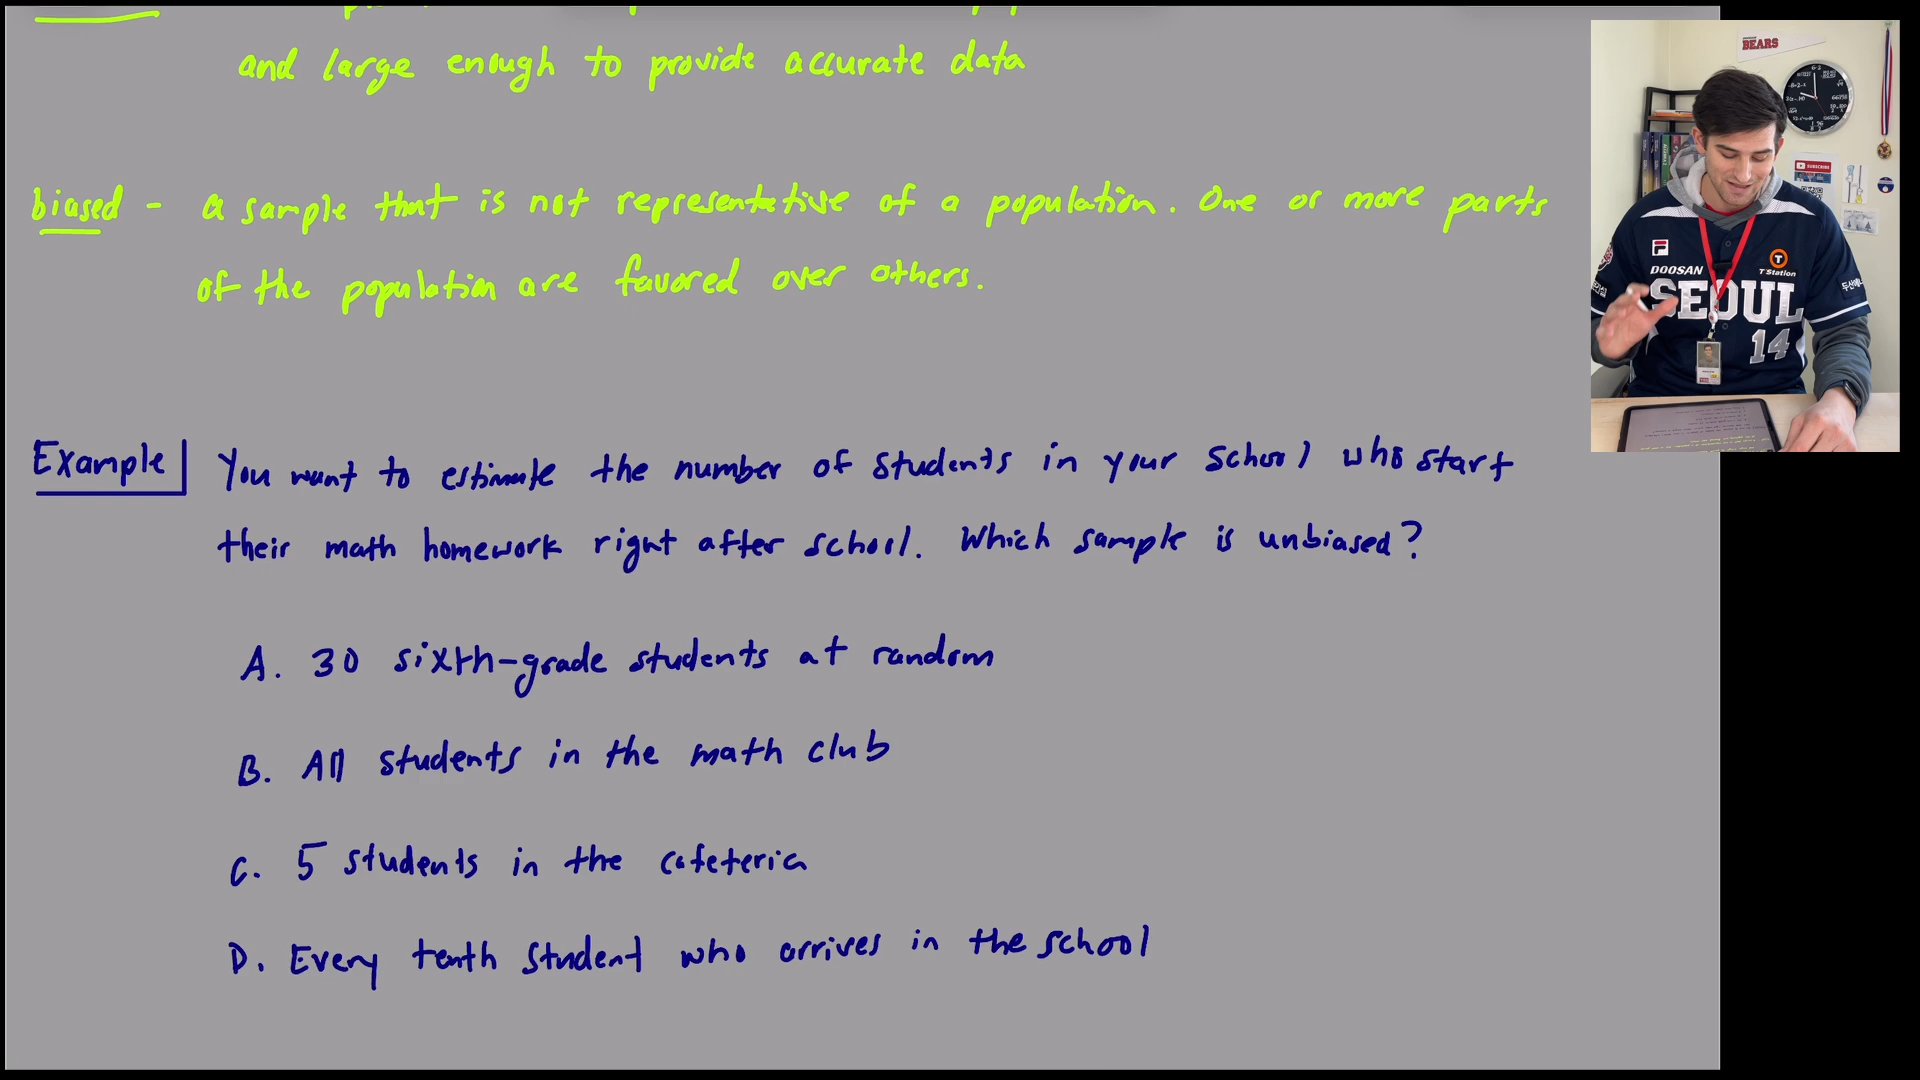 and large enough to provide accurate data
biased - a sample that is not representative of a population. One or more parts
of the population are favored over others.
Example
You want to estimate the number of students in your school who start
their math homework right after school. Which sample is unbiased?
A. 30 sixth-grade students at random
B. All students in the math club
C. 5 students in the cafeteria
D. Every tenth student who arrives in the school
BEARS
SUBSCRIBE
DOOSAN
T'Station
SEOUL
14